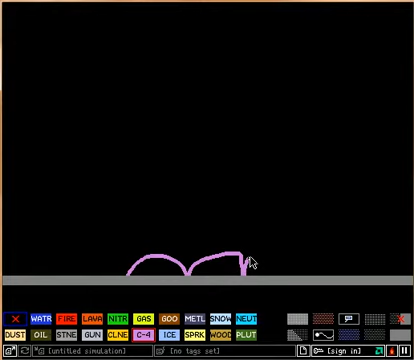 WATR FIRE LAVA NITR GAS GOO METL SNOW NEUT
DUST OIL STNE GUN CLNE C-4 ICE SPRK WOOD PLUT
[untitled simulation] [no tags set] [sign in]